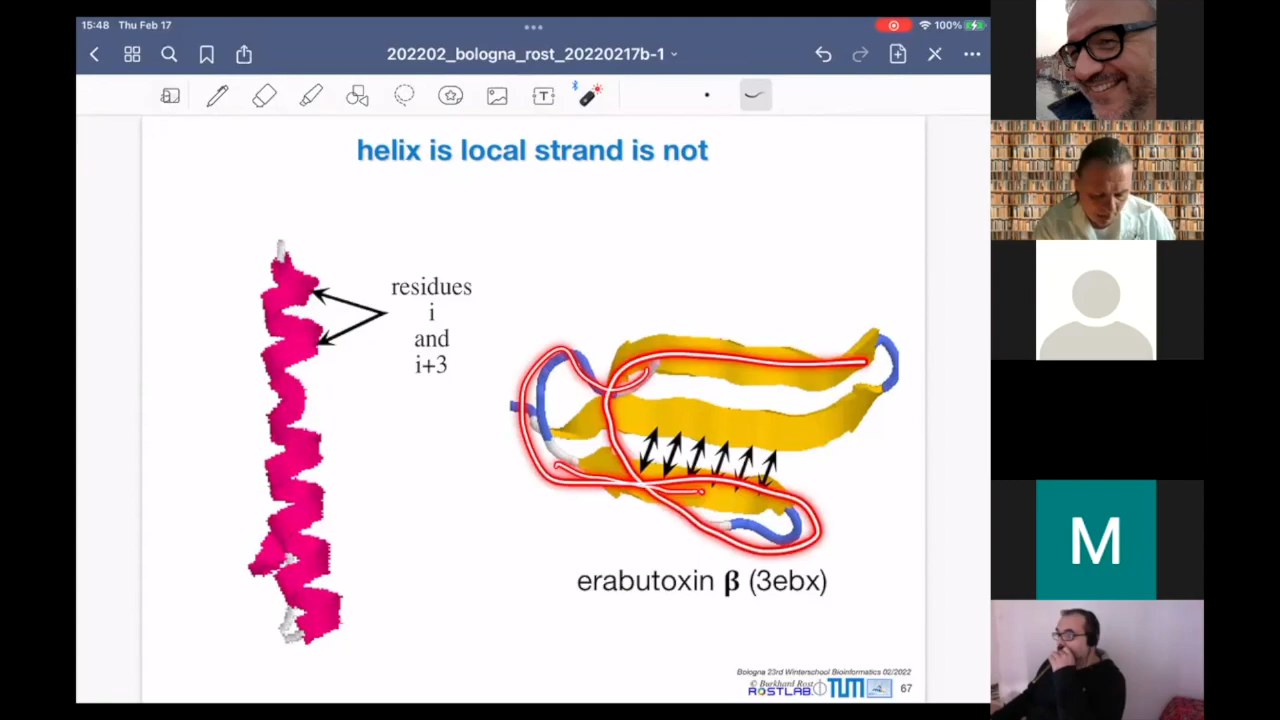 15:48 Thu Feb 17
100%
202202_bologna_rost_20220217b-1
T
helix is local strand is not
residues
i
and
i+3
erabutoxin β (3ebx)
Bologna 23rd Winterschool Bioinformatics 02/2022
© Burkhard Rost
ROSTLAB TUM 67
M